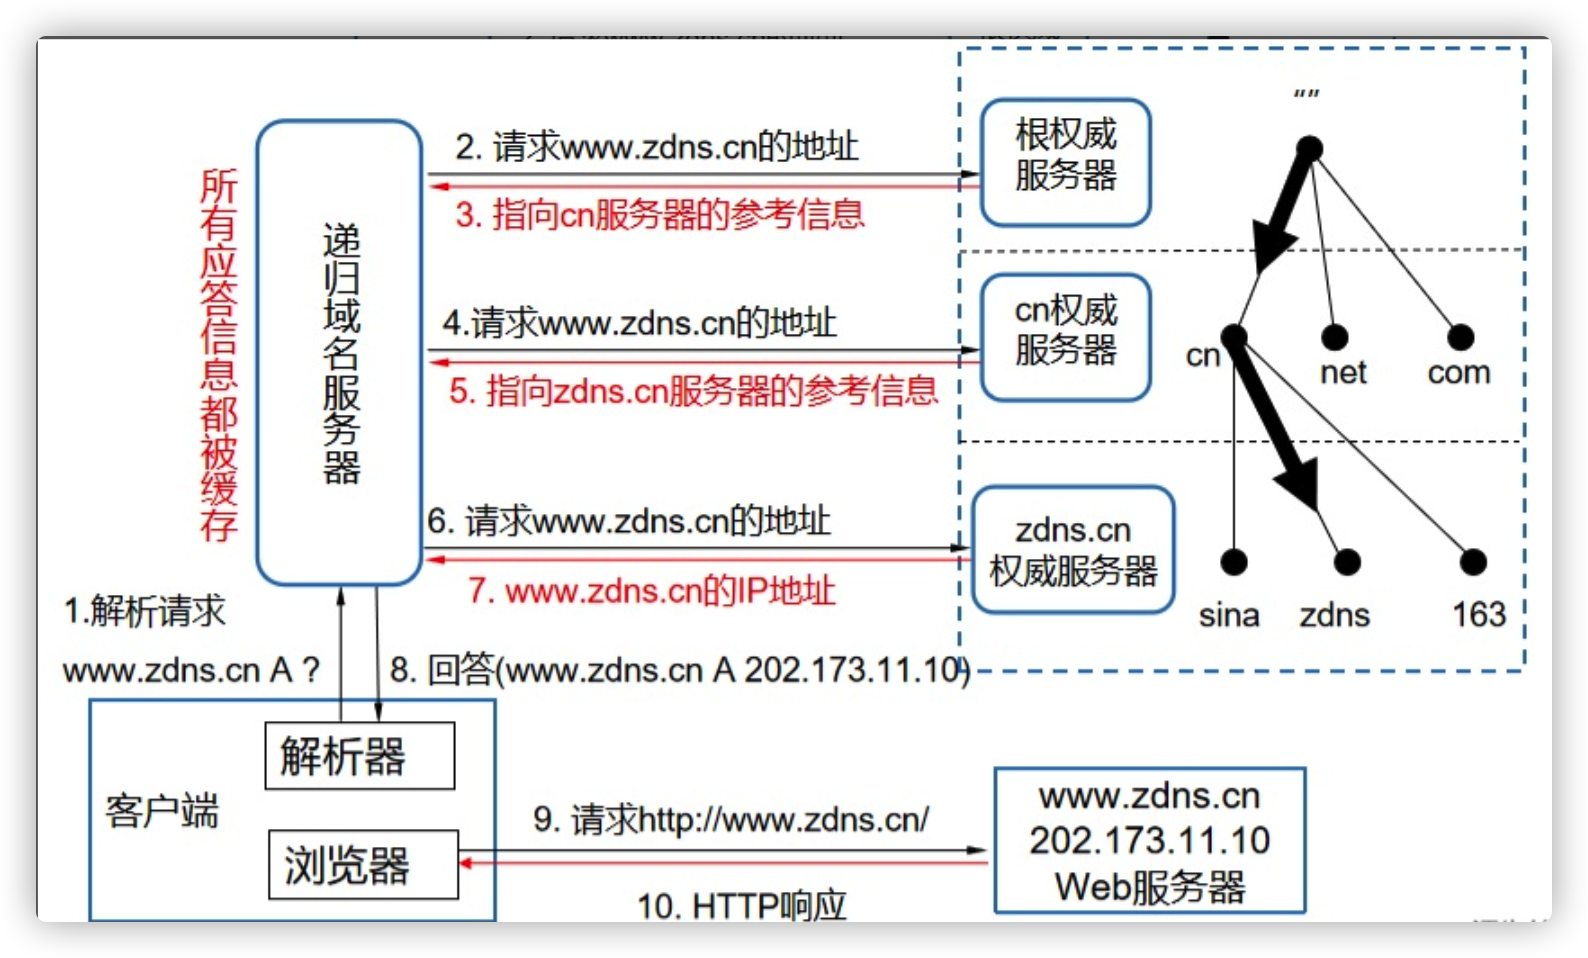 “”
根权威
服务器
2. 请求www.zdns.cn的地址
3. 指向cn服务器的参考信息
所有应答信息都被缓存
递归域名服务器
cn权威
服务器
4.请求www.zdns.cn的地址
5. 指向zdns.cn服务器的参考信息
cn
net
com
6. 请求www.zdns.cn的地址
7. www.zdns.cn的IP地址
zdns.cn
权威服务器
sina
zdns
163
1.解析请求
www.zdns.cn A ?
8. 回答(www.zdns.cn A 202.173.11.10)
解析器
客户端
浏览器
9. 请求http://www.zdns.cn/
10. HTTP响应
www.zdns.cn
202.173.11.10
Web服务器